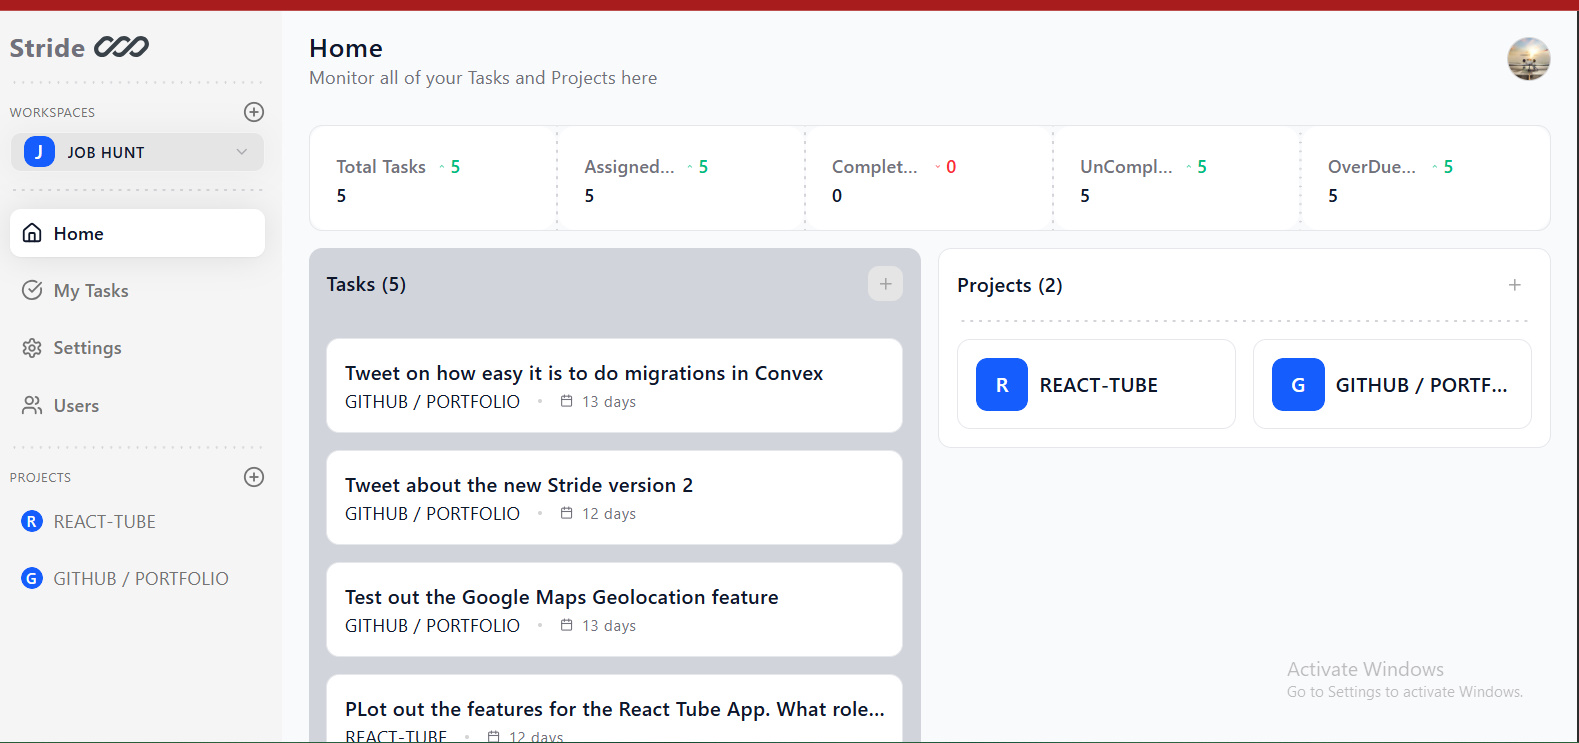 Stride
WORKSPACES
J JOB HUNT
Home
My Tasks
Settings
Users
PROJECTS
R REACT-TUBE
G GITHUB / PORTFOLIO
Home
Monitor all of your Tasks and Projects here
Total Tasks 5
5
Assigned... 5
5
Complet... 0
0
UnCompl... 5
5
OverDue... 5
5
Tasks (5)
Tweet on how easy it is to do migrations in Convex
GITHUB / PORTFOLIO • 13 days
Tweet about the new Stride version 2
GITHUB / PORTFOLIO • 12 days
Test out the Google Maps Geolocation feature
GITHUB / PORTFOLIO • 13 days
PLot out the features for the React Tube App. What role...
REACT-TUBE • 12 days
Projects (2)
R REACT-TUBE
G GITHUB / PORTF...
Activate Windows
Go to Settings to activate Windows.